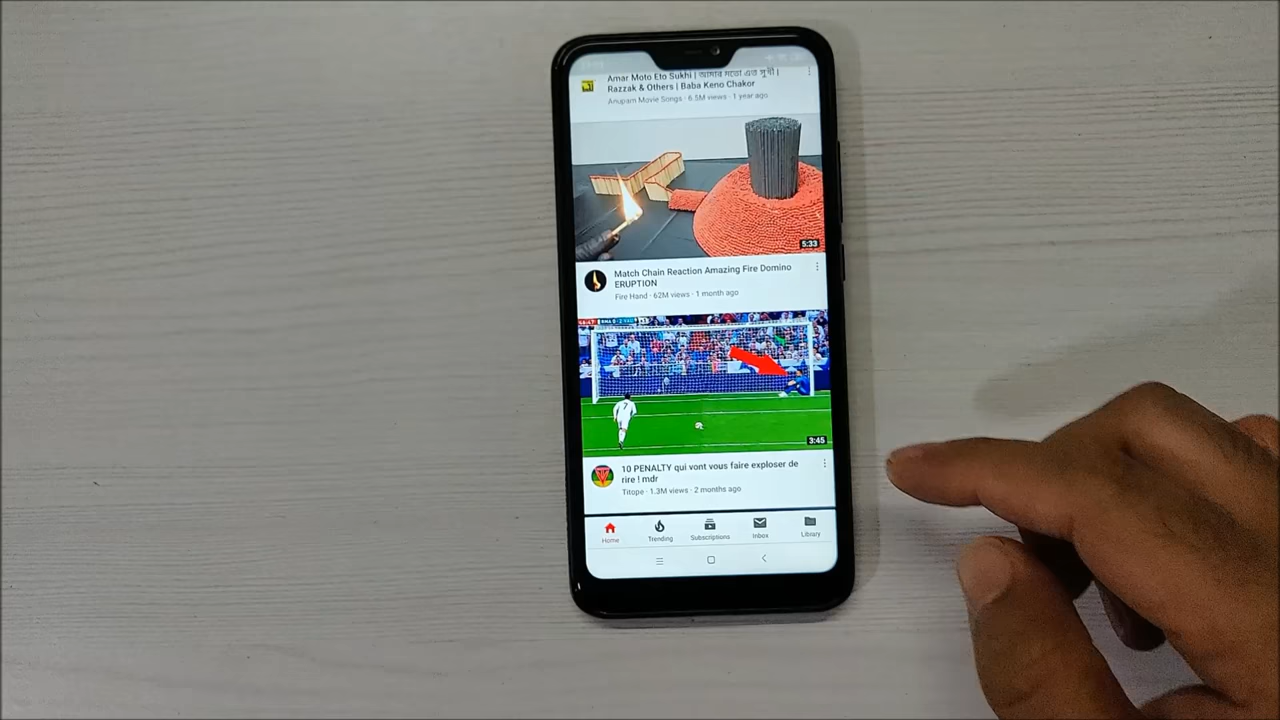 Amar Moto Eto Sukhi | আমার মতো এত সুখী |
Razzak & Others | Baba Keno Chakor
Anupam Movie Songs · 6.5M views · 1 year ago
5:33
Match Chain Reaction Amazing Fire Domino
ERUPTION
Fire Hand · 62M views · 1 month ago
7
3:45
10 PENALTY qui vont vous faire exploser de
rire ! mdr
Titope · 1.3M views · 2 months ago
Home
Trending
Subscriptions
Inbox
Library